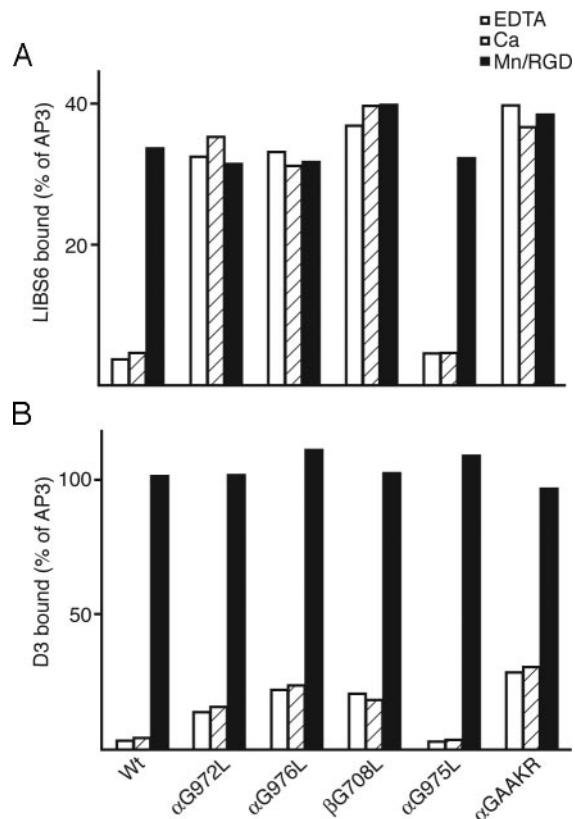 EDTA
Ca
Mn/RGD
A
40
20
LIBS6 bound (% of AP3)
B
100
50
D3 bound (% of AP3)
Wt
αG972L
αG976L
βG708L
αG975L
αGAAKR